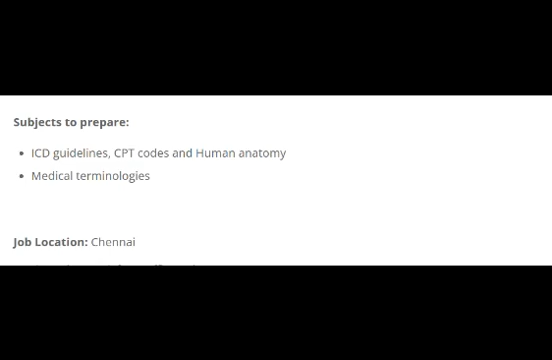 Subjects to prepare:
• ICD guidelines, CPT codes and Human anatomy
• Medical terminologies
Job Location: Chennai